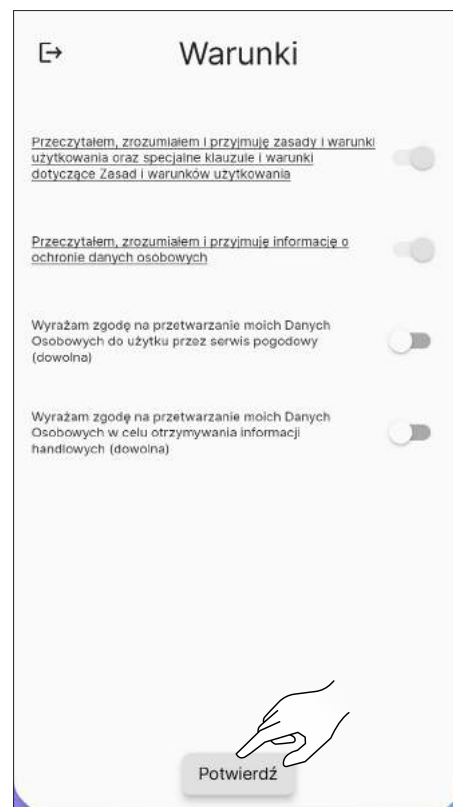 Warunki
Przeczytałem, zrozumiałem i przyjmuję zasady i warunki
użytkowania oraz specjalne klauzule i warunki
dotyczące Zasad i warunków użytkowania
Przeczytałem, zrozumiałem i przyjmuję informację o
ochronie danych osobowych
Wyrażam zgodę na przetwarzanie moich Danych
Osobowych do użytku przez serwis pogodowy
(dowolna)
Wyrażam zgodę na przetwarzanie moich Danych
Osobowych w celu otrzymywania informacji
handlowych (dowolna)
Potwierdź